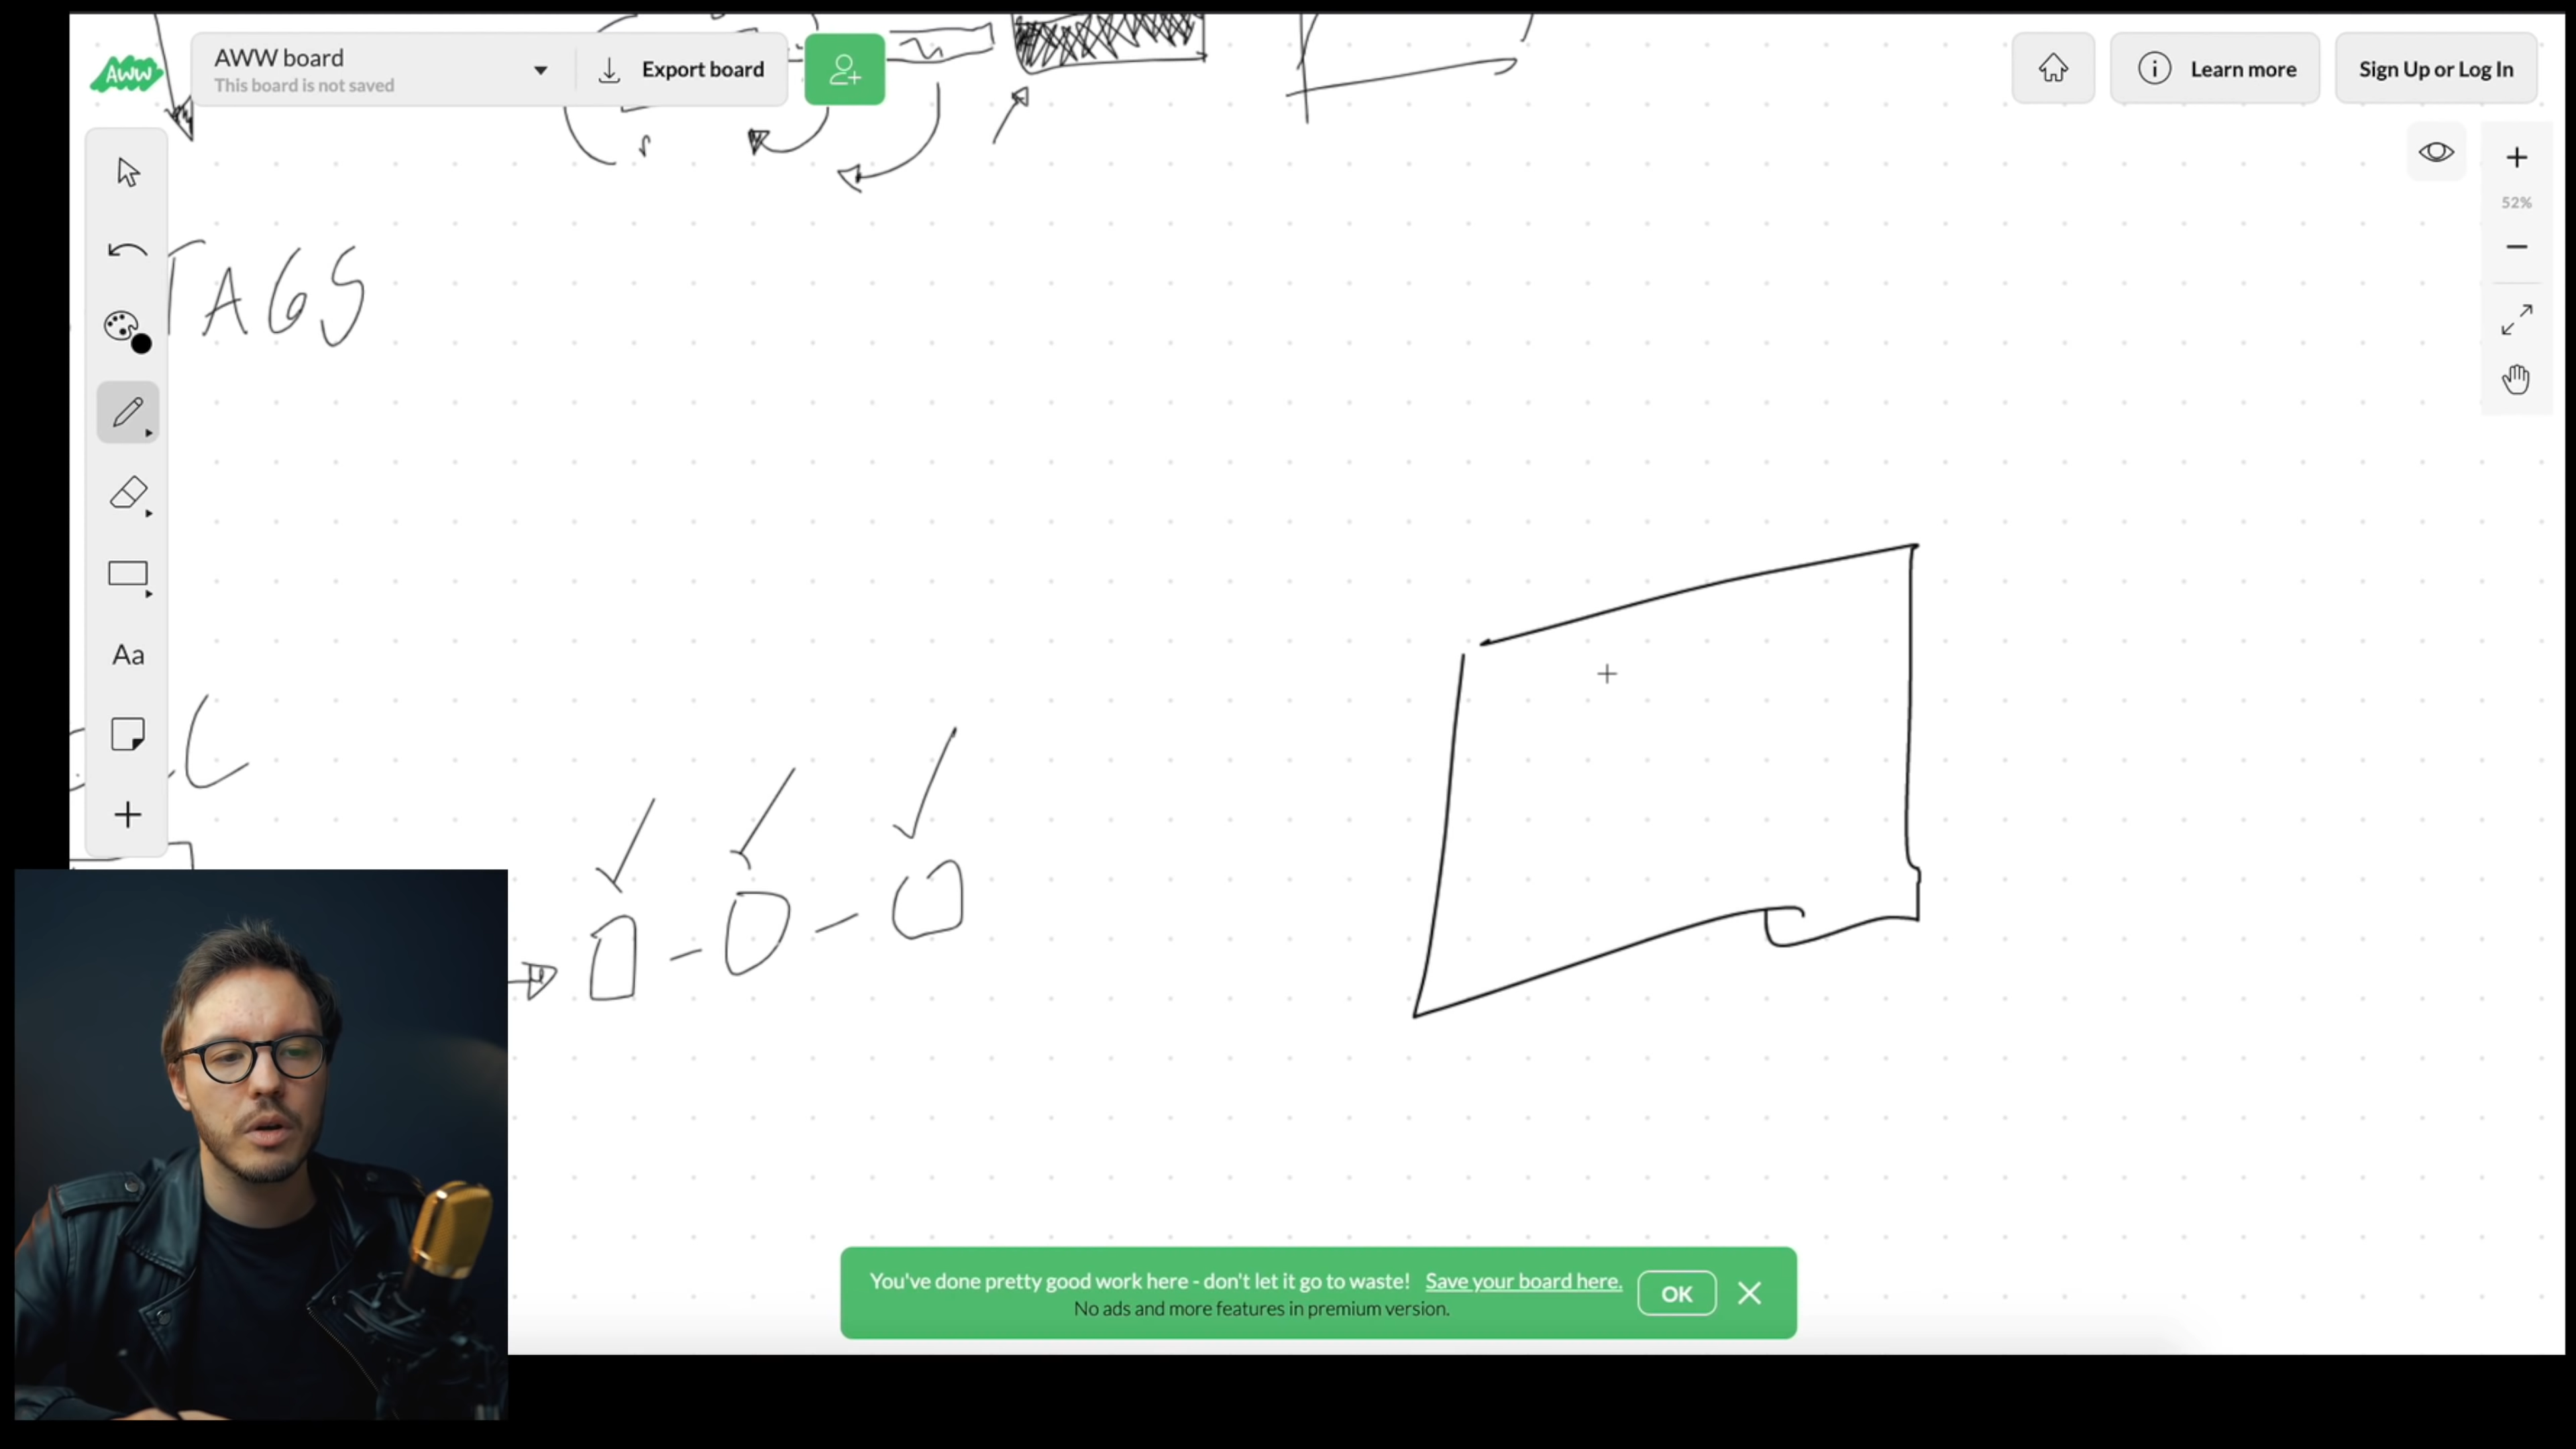 AWW
AWW board
This board is not saved
Export board
Learn more
Sign Up or Log In
52%
TAGS
Aa
C
You've done pretty good work here - don't let it go to waste! Save your board here.
No ads and more features in premium version.
OK